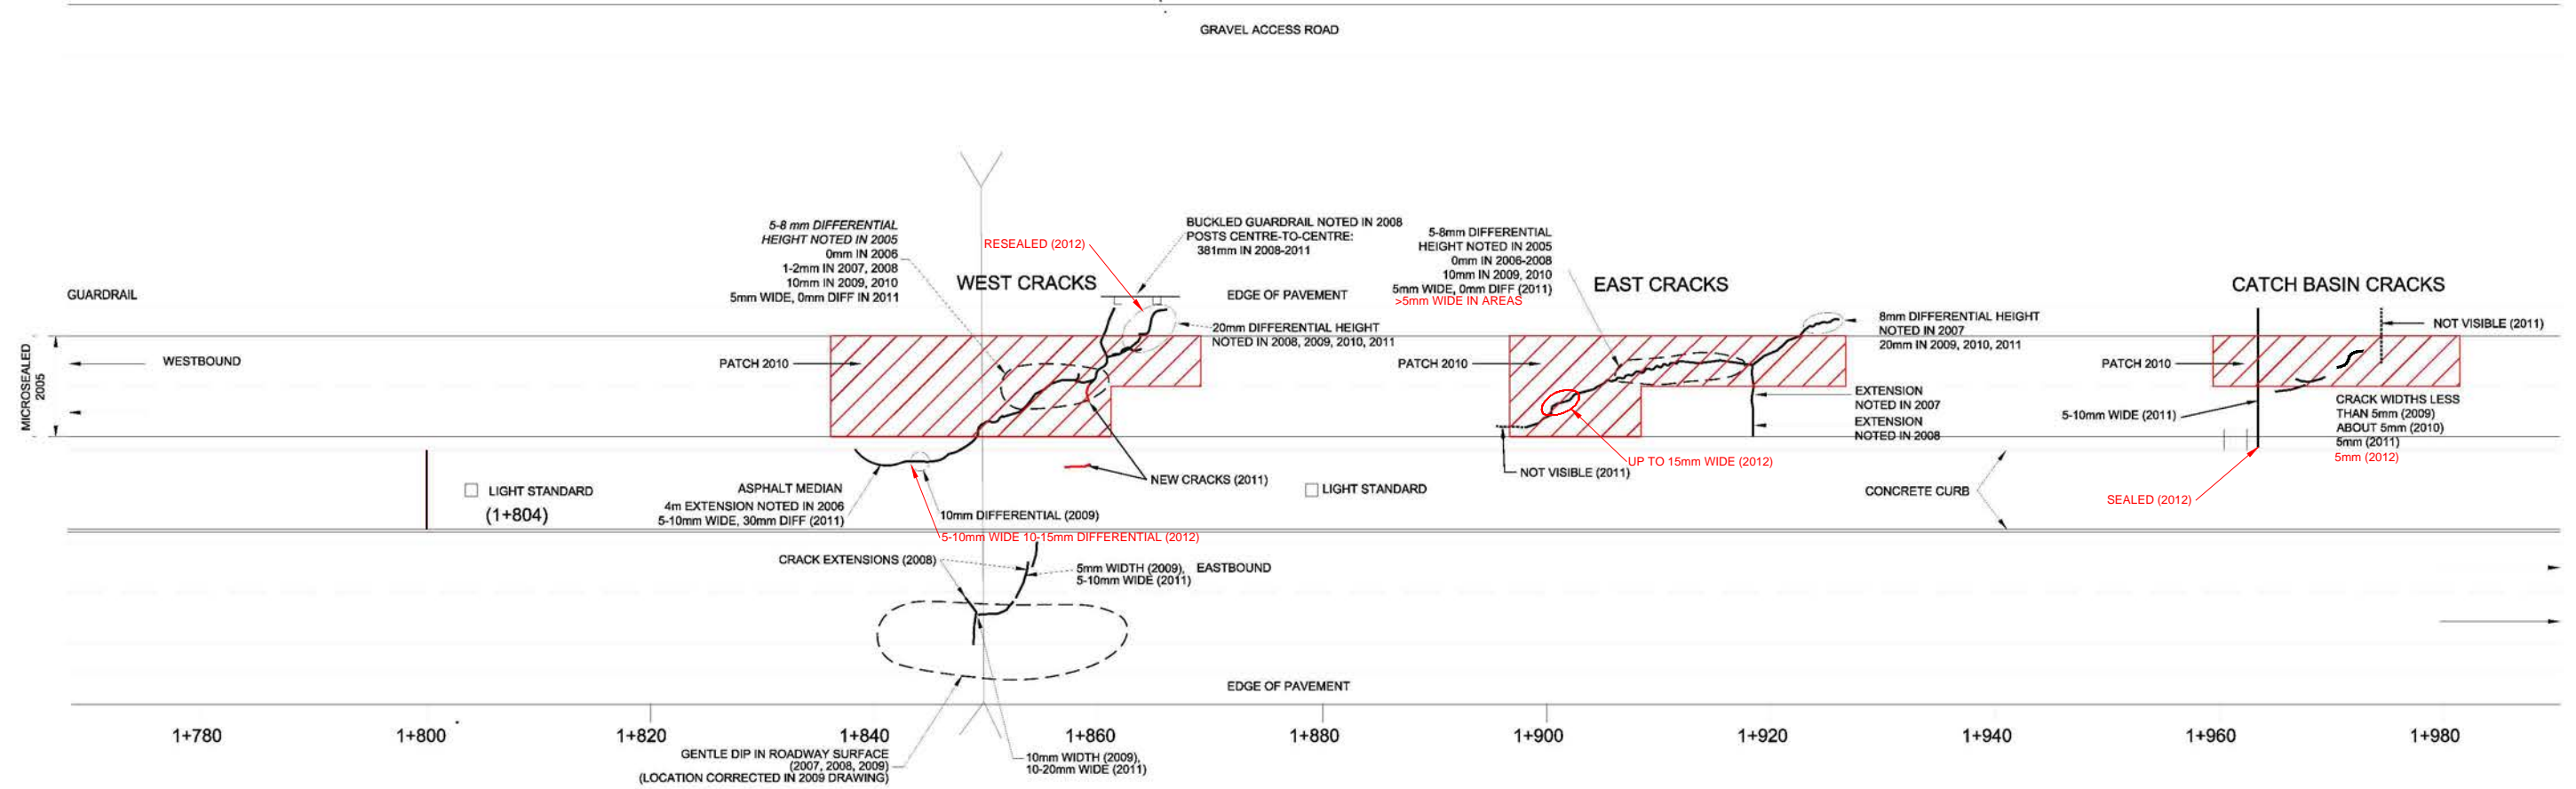 GRAVEL ACCESS ROAD
5-8 mm DIFFERENTIAL
HEIGHT NOTED IN 2005
0mm IN 2006
1-2mm IN 2007, 2008
10mm IN 2009, 2010
5mm WIDE, 0mm DIFF IN 2011
RESEALED (2012)
WEST CRACKS
BUCKLED GUARDRAIL NOTED IN 2008
POSTS CENTRE-TO-CENTRE:
381mm IN 2008-2011
5-8mm DIFFERENTIAL
HEIGHT NOTED IN 2005
0mm IN 2006-2008
10mm IN 2009, 2010
5mm WIDE, 0mm DIFF (2011)
>5mm WIDE IN AREAS
EAST CRACKS
CATCH BASIN CRACKS
GUARDRAIL
EDGE OF PAVEMENT
20mm DIFFERENTIAL HEIGHT
NOTED IN 2008, 2009, 2010, 2011
8mm DIFFERENTIAL HEIGHT
NOTED IN 2007
20mm IN 2009, 2010, 2011
NOT VISIBLE (2011)
MICROSEALED
2005
WESTBOUND
PATCH 2010
PATCH 2010
PATCH 2010
EXTENSION
NOTED IN 2007
EXTENSION
NOTED IN 2008
5-10mm WIDE (2011)
CRACK WIDTHS LESS
THAN 5mm (2009)
ABOUT 5mm (2010)
5mm (2011)
5mm (2012)
UP TO 15mm WIDE (2012)
NOT VISIBLE (2011)
NEW CRACKS (2011)
LIGHT STANDARD
(1+804)
ASPHALT MEDIAN
4m EXTENSION NOTED IN 2006
5-10mm WIDE, 30mm DIFF (2011)
LIGHT STANDARD
CONCRETE CURB
SEALED (2012)
10mm DIFFERENTIAL (2009)
5-10mm WIDE 10-15mm DIFFERENTIAL (2012)
CRACK EXTENSIONS (2008)
5mm WIDTH (2009),
5-10mm WIDE (2011)
EASTBOUND
EDGE OF PAVEMENT
1+780
1+800
1+820
1+840
1+860
1+880
1+900
1+920
1+940
1+960
1+980
GENTLE DIP IN ROADWAY SURFACE
(2007, 2008, 2009)
(LOCATION CORRECTED IN 2009 DRAWING)
10mm WIDTH (2009),
10-20mm WIDE (2011)